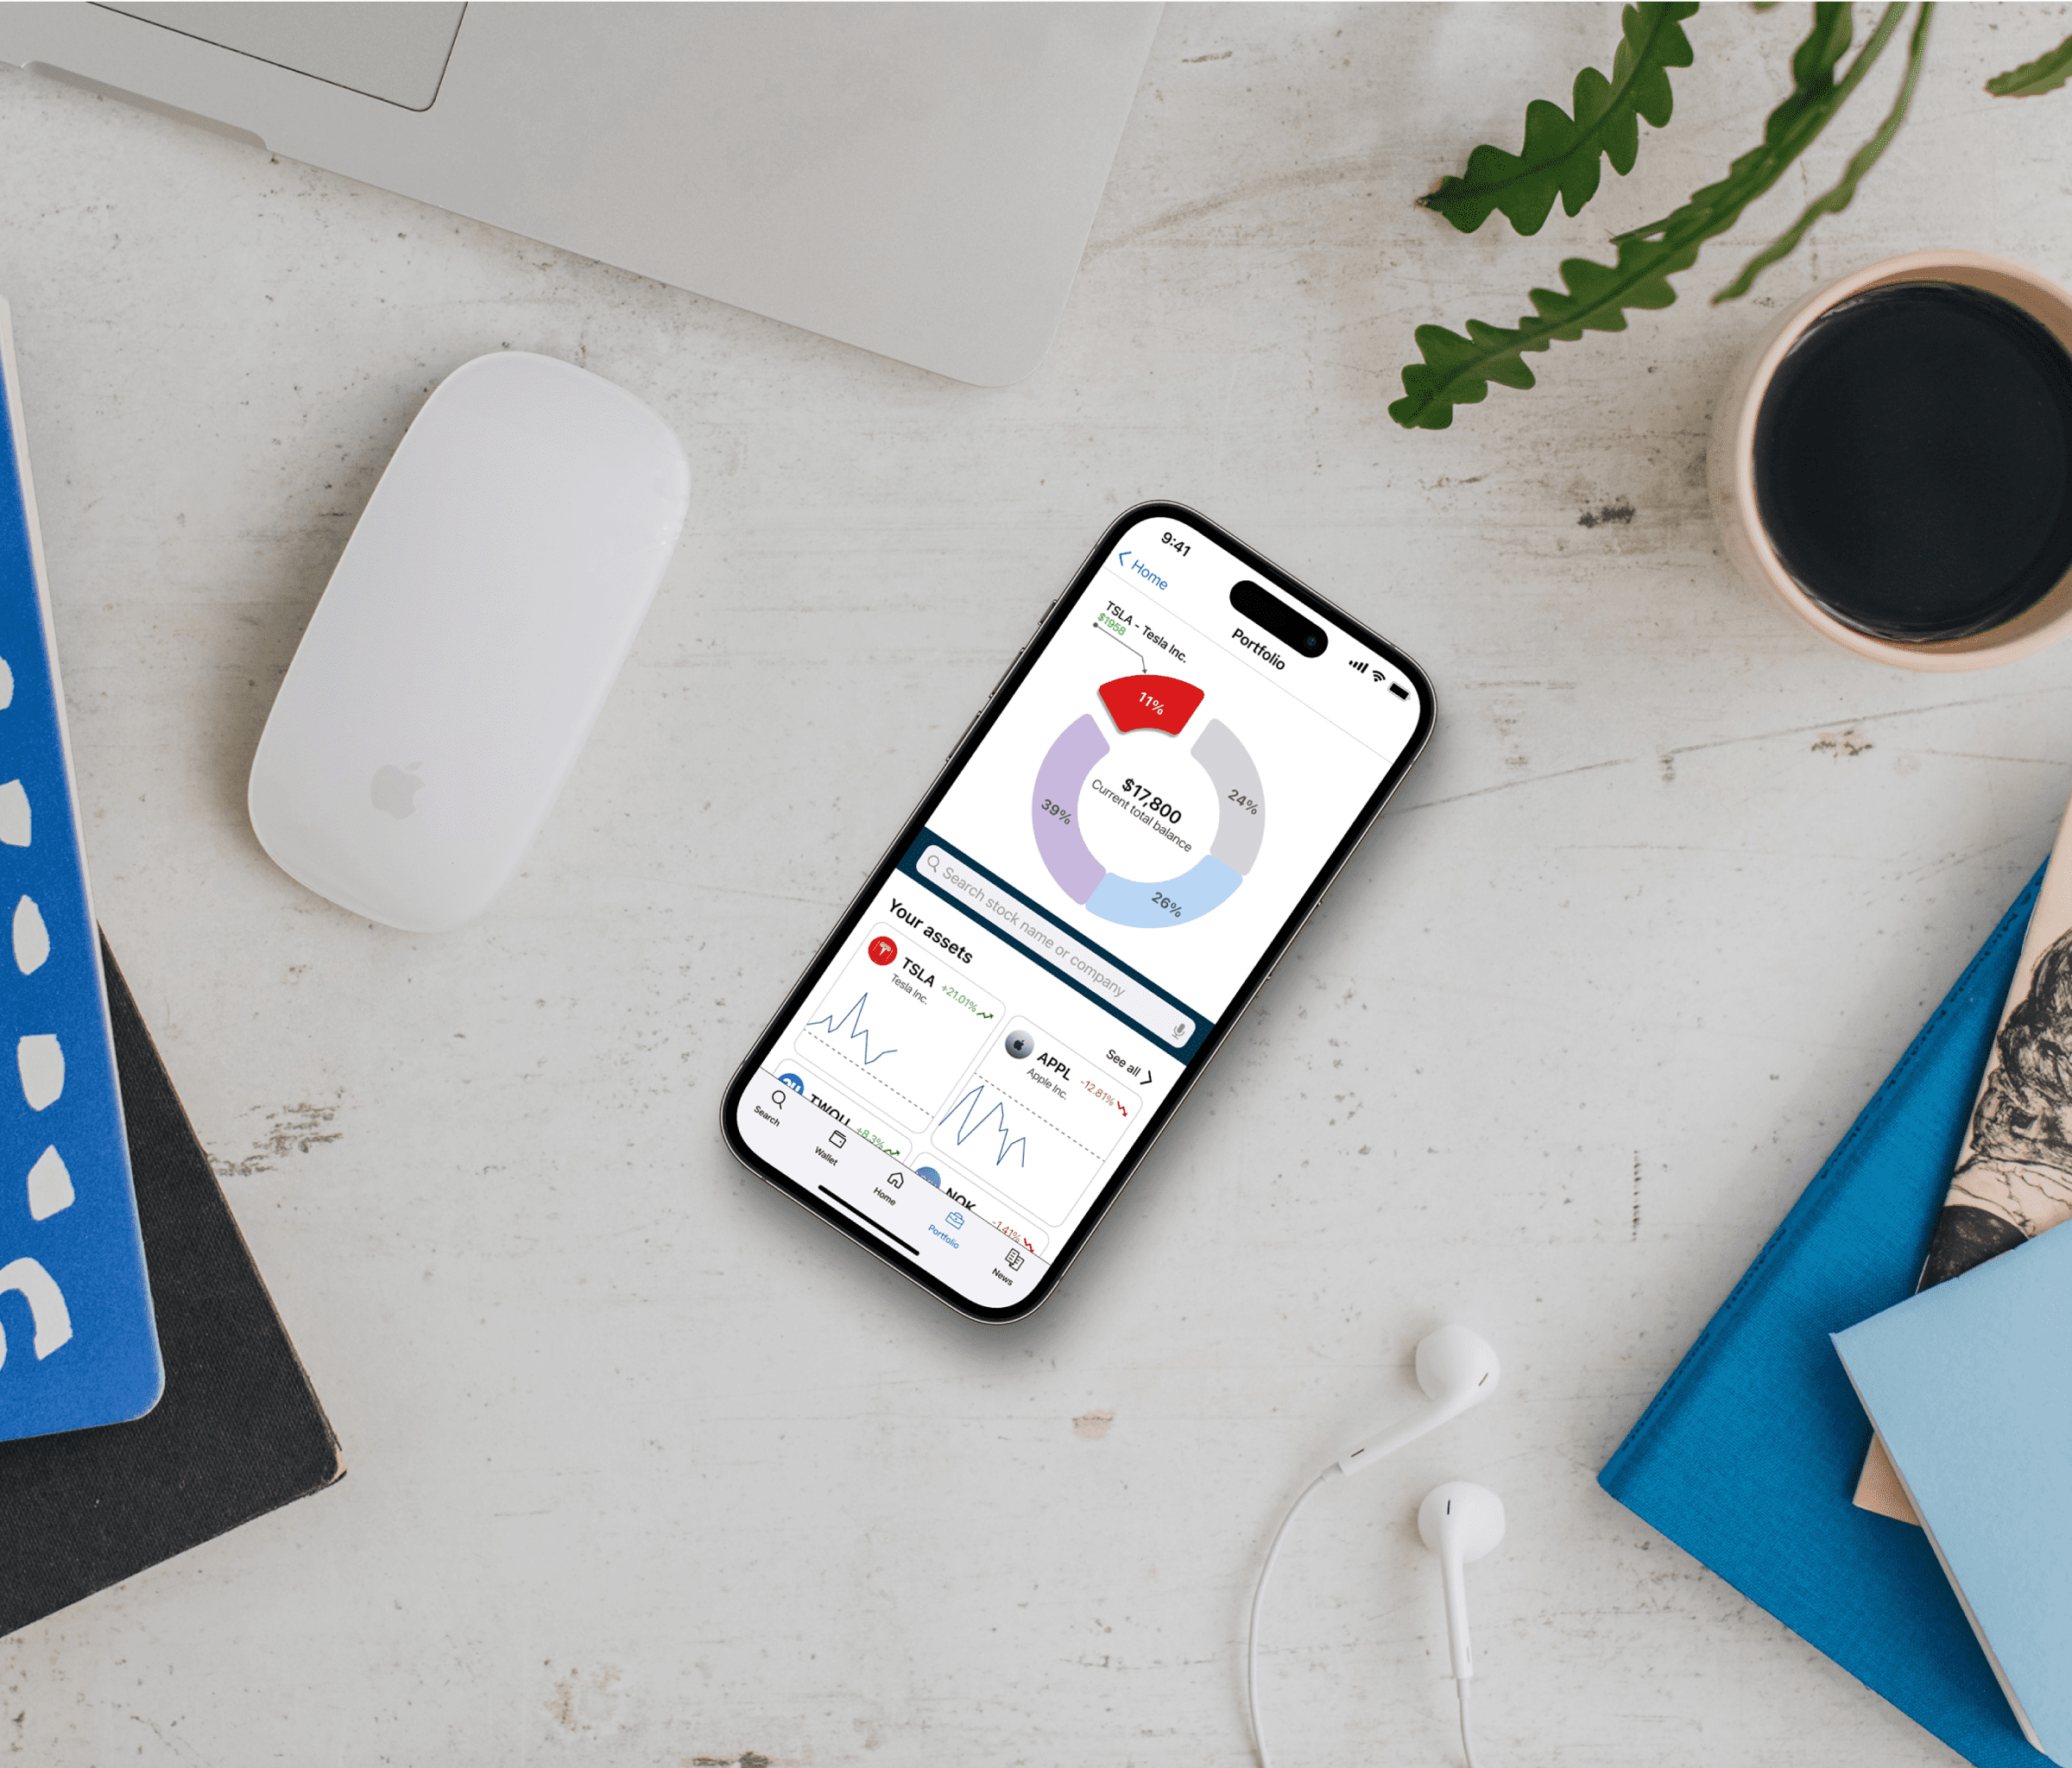 9:41
Home
Portfolio
TSLA - Tesla Inc.
$1958
11%
24%
39%
26%
$17,800
Current total balance
Search stock name or company
Your assets
See all
TSLA
+21.01%
Tesla Inc.
APPL
-12.81%
Apple Inc.
TWOU
+8.3%
NOK
-1.41%
Search
Wallet
Home
Portfolio
News